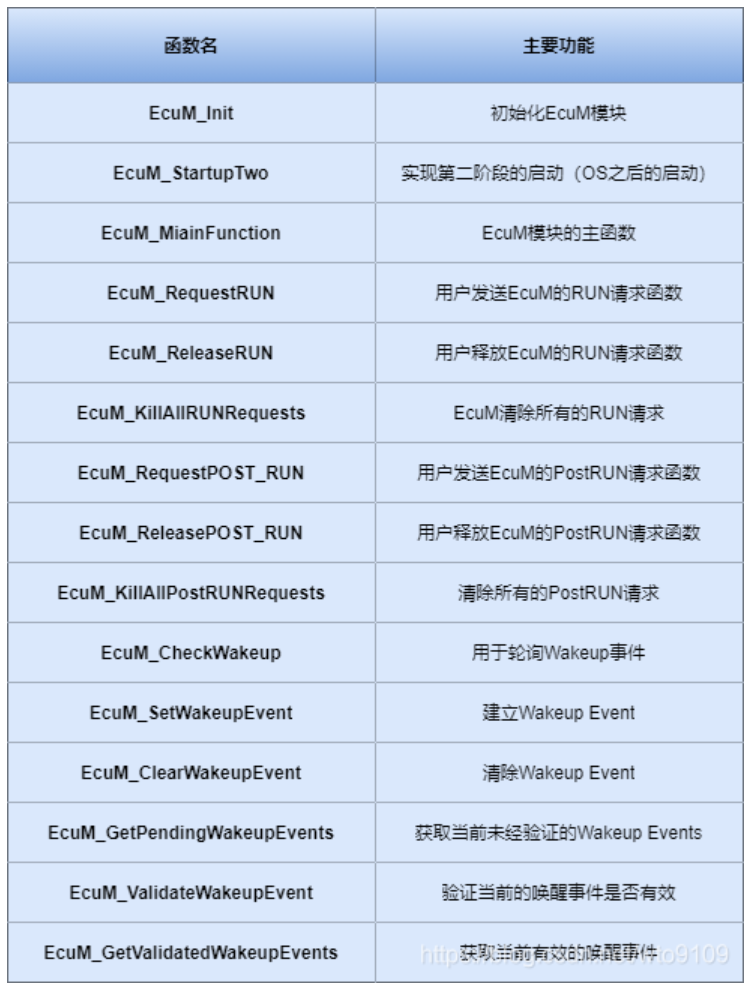 函数名 主要功能
EcuM_Init 初始化EcuM模块
EcuM_StartupTwo 实现第二阶段的启动（OS之后的启动）
EcuM_MiainFunction EcuM模块的主函数
EcuM_RequestRUN 用户发送EcuM的RUN请求函数
EcuM_ReleaseRUN 用户释放EcuM的RUN请求函数
EcuM_KillAllRUNRequests EcuM清除所有的RUN请求
EcuM_RequestPOST_RUN 用户发送EcuM的PostRUN请求函数
EcuM_ReleasePOST_RUN 用户释放EcuM的PostRUN请求函数
EcuM_KillAllPostRUNRequests 清除所有的PostRUN请求
EcuM_CheckWakeup 用于轮询Wakeup事件
EcuM_SetWakeupEvent 建立Wakeup Event
EcuM_ClearWakeupEvent 清除Wakeup Event
EcuM_GetPendingWakeupEvents 获取当前未经验证的Wakeup Events
EcuM_ValidateWakeupEvent 验证当前的唤醒事件是否有效
EcuM_GetValidatedWakeupEvents 获取当前有效的唤醒事件